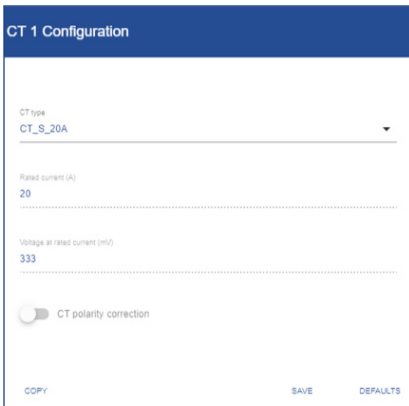 CT 1 Configuration
CT type
CT_S_20A
Rated current (A)
20
Voltage at rated current (mV)
333
CT polarity correction
COPY SAVE DEFAULTS